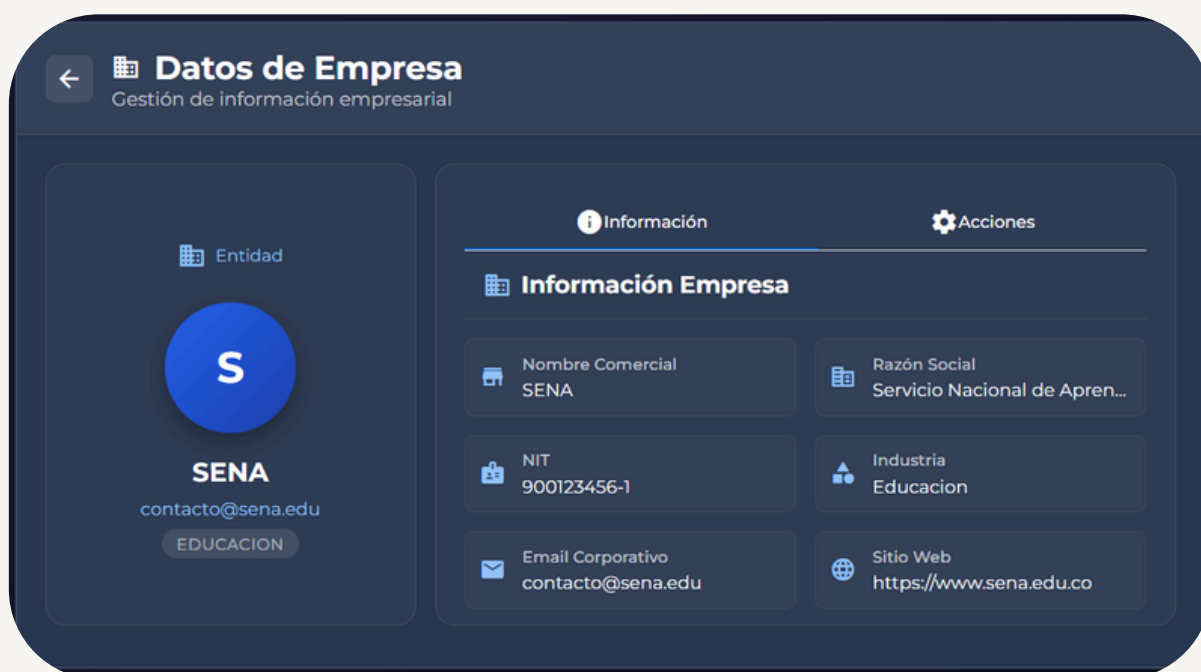 Datos de Empresa
Gestión de información empresarial
Entidad
S
SENA
contacto@sena.edu
EDUCACION
Información
Acciones
Información Empresa
Nombre Comercial
SENA
Razón Social
Servicio Nacional de Apren...
NIT
900123456-1
Industria
Educacion
Email Corporativo
contacto@sena.edu
Sitio Web
https://www.sena.edu.co